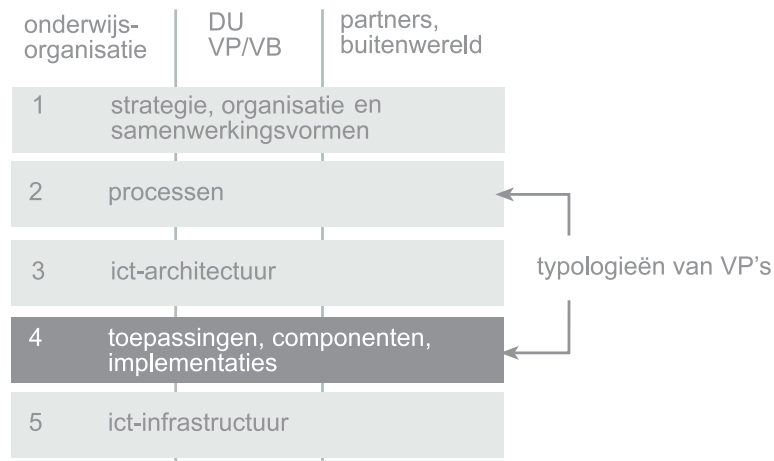 onderwijs-
organisatie
DU
VP/VB
partners,
buitenwereld
1 strategie, organisatie en
samenwerkingsvormen
2 processen
3 ict-architectuur
typologieën van VP's
4 toepassingen, componenten,
implementaties
5 ict-infrastructuur